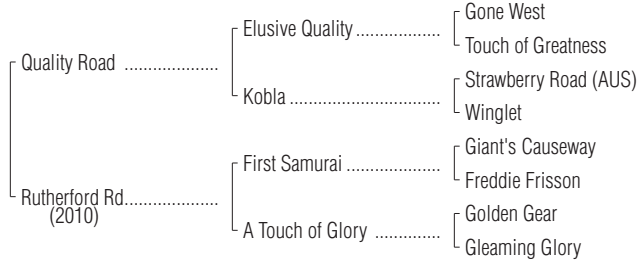 Gone West
Elusive Quality ..................
Touch of Greatness
Quality Road ....................
Strawberry Road (AUS)
Kobla ................................
Winglet
Giant's Causeway
First Samurai ....................
Freddie Frisson
Rutherford Rd....................
(2010)
Golden Gear
A Touch of Glory ..............
Gleaming Glory